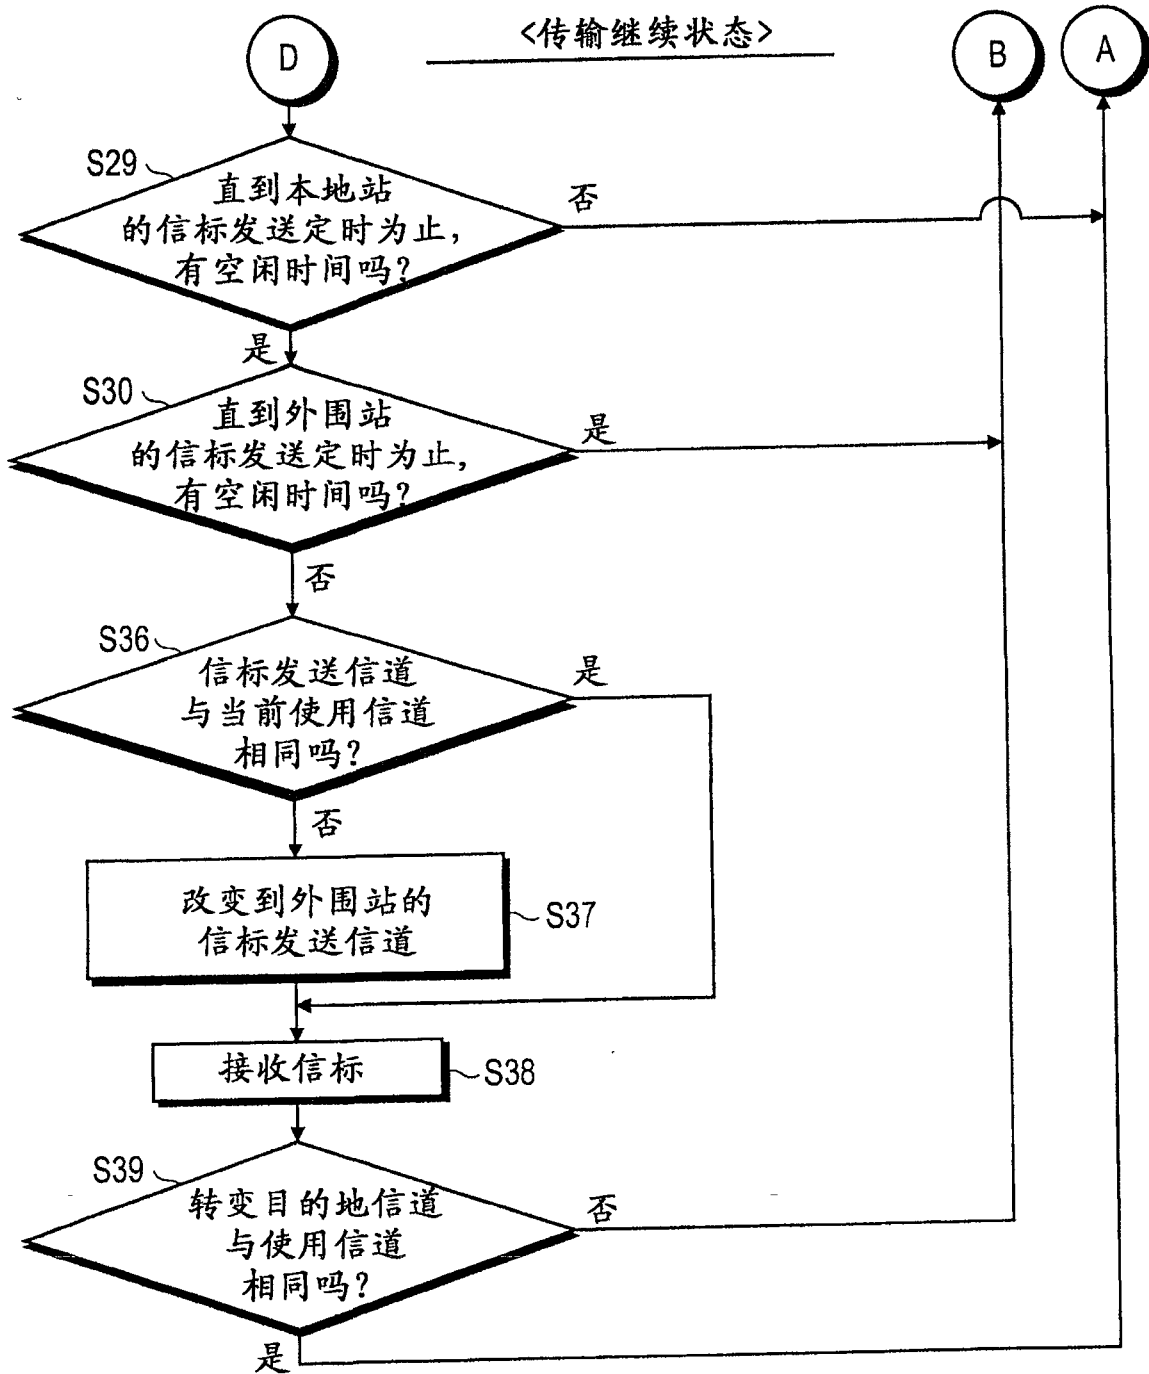 <传输继续状态>
D
B
A
S29
直到本地站
的信标发送定时为止,
有空闲时间吗?
否
是
S30
直到外围站
的信标发送定时为止,
有空闲时间吗?
是
否
S36
信标发送信道
与当前使用信道
相同吗?
是
否
改变到外围站的
信标发送信道
S37
接收信标
S38
S39
转变目的地信道
与使用信道
相同吗?
否
是